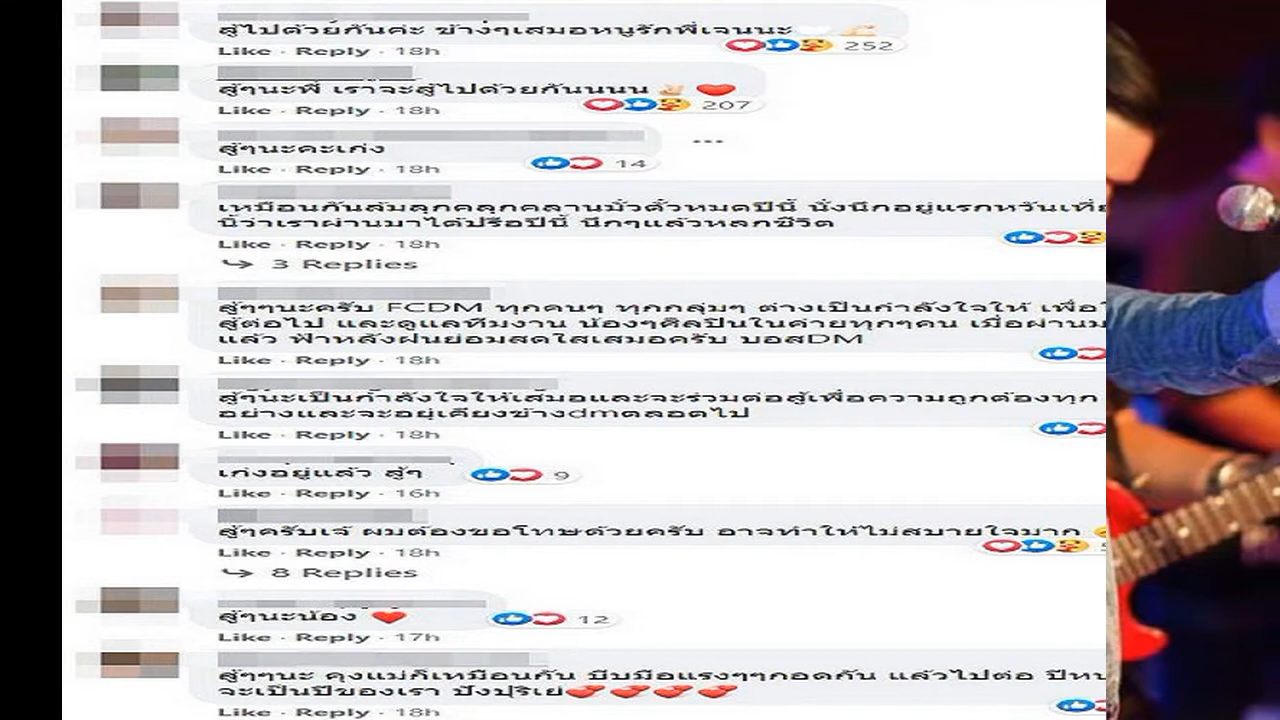 สู้ไปด้วยกันค่ะ ข้างๆเสมอหนูรักพี่เจนนะ
252
Like · Reply · 18h
สู้ๆนะพี่ เราจะสู้ไปด้วยกันนนน
207
Like · Reply · 18h
สู้ๆนะคะเก่ง
14
Like · Reply · 18h
เหมือนกันล้มลุกคลุกคลานบั่วตั้วหมดปีนี้ นั่งนึกอยู่แรกหวันเที่ย
นี้ว่าเราผ่านมาได้ปรือปีนี้ นึกๆแล้วหลกชีวิต
Like · Reply · 18h
3 Replies
สู้ๆๆนะครับ FCDM ทุกคนๆ ทุกกลุ่มๆ ต่างเป็นกำลังใจให้ เพื่อ
สู้ต่อไป และดูแลทีมงาน น้องๆศิลปินในค่ายทุกๆคน เมื่อผ่านม
แล้ว ฟ้าหลังฝนย่อมสดใสเสมอครับ บอสDM
Like · Reply · 18h
สู้ๆนะเป็นกำลังใจให้เสมอและจะร่วมต่อสู้เพื่อความถูกต้องทุก
อย่างและจะอยู่เคียงข้างdmตลอดไป
Like · Reply · 18h
เก่งอยู่แล้ว สู้ๆ
9
Like · Reply · 16h
สู้ๆครับเจ้ ผมต้องขอโทษด้วยครับ อาจทำให้ไม่สบายใจมาก
Like · Reply · 18h
8 Replies
สู้ๆนะน้อง
12
Like · Reply · 17h
สู้ๆๆนะ คุงแม่ก็เหมือนกัน บีบมือแรงๆๆกอดกัน แล้วไปต่อ ปีหน
จะเป็นปีของเรา ปังปุริเย่
Like · Reply · 18h